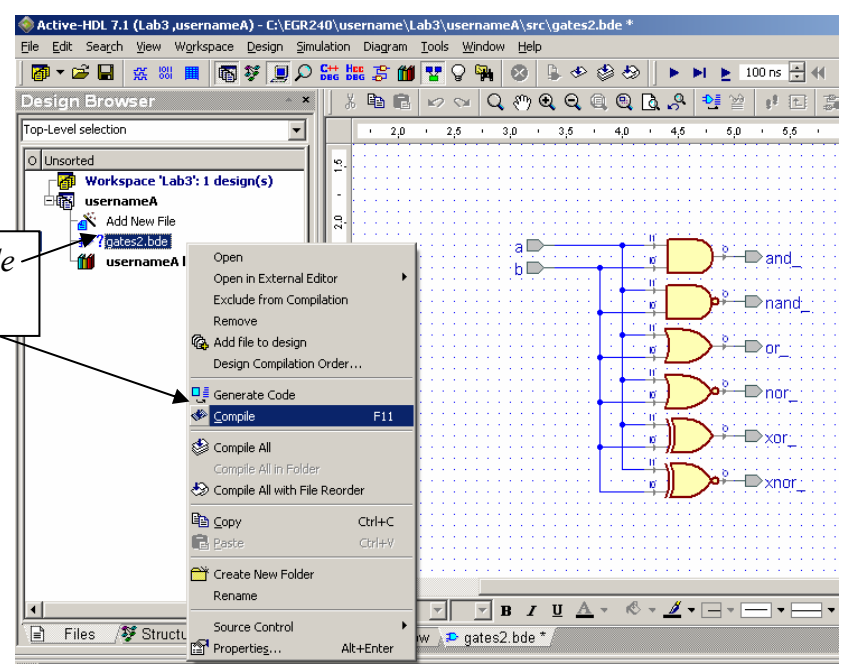 Active-HDL 7.1 (Lab3 ,usernameA) - C:\EGR240\username\Lab3\usernameA\src\gates2.bde *
File Edit Search View Workspace Design Simulation Diagram Tools Window Help
100 ns
Design Browser
Top-Level selection
2,0 2,5 3,0 3,5 4,0 4,5 5,0 5,5
O Unsorted
1,5
Workspace 'Lab3': 1 design(s)
usernameA
Add New File
2,0
? gates2.bde
usernameA l
de
Open
Open in External Editor
Exclude from Compilation
Remove
Add file to design
Design Compilation Order...
Generate Code
Compile F11
Compile All
Compile All in Folder
Compile All with File Reorder
Copy Ctrl+C
Paste Ctrl+V
Create New Folder
Rename
Source Control
Properties... Alt+Enter
a
b
and_
nand_
or_
nor_
xor_
xnor_
B I U A
Files Structu
w gates2.bde *